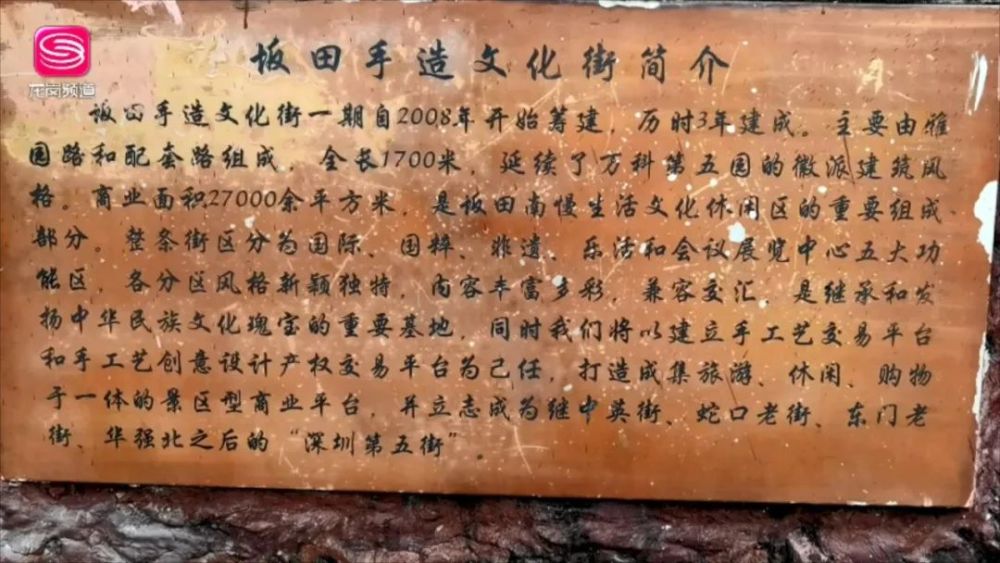 龙岗频道
坂田手造文化街简介
坂田手造文化街一期自2008年开始筹建，历时3年建成。主要由雅
园路和配套路组成，全长1700米，延续了万科第五园的徽派建筑风
格。商业面积27000余平方米，是坂田南慢生活文化休闲区的重要组成
部分。整条街区分为国际、国粹、非遗、乐活和会议展览中心五大功
能区，各分区风格新颖独特，内容丰富多彩，兼容交汇，是继承和发
扬中华民族文化瑰宝的重要基地，同时我们将以建立手工艺交易平台
和手工艺创意设计产权交易平台为己任，打造成集旅游、休闲、购物
于一体的景区型商业平台，并立志成为继中英街、蛇口老街、东门老
街、华强北之后的“深圳第五街”。